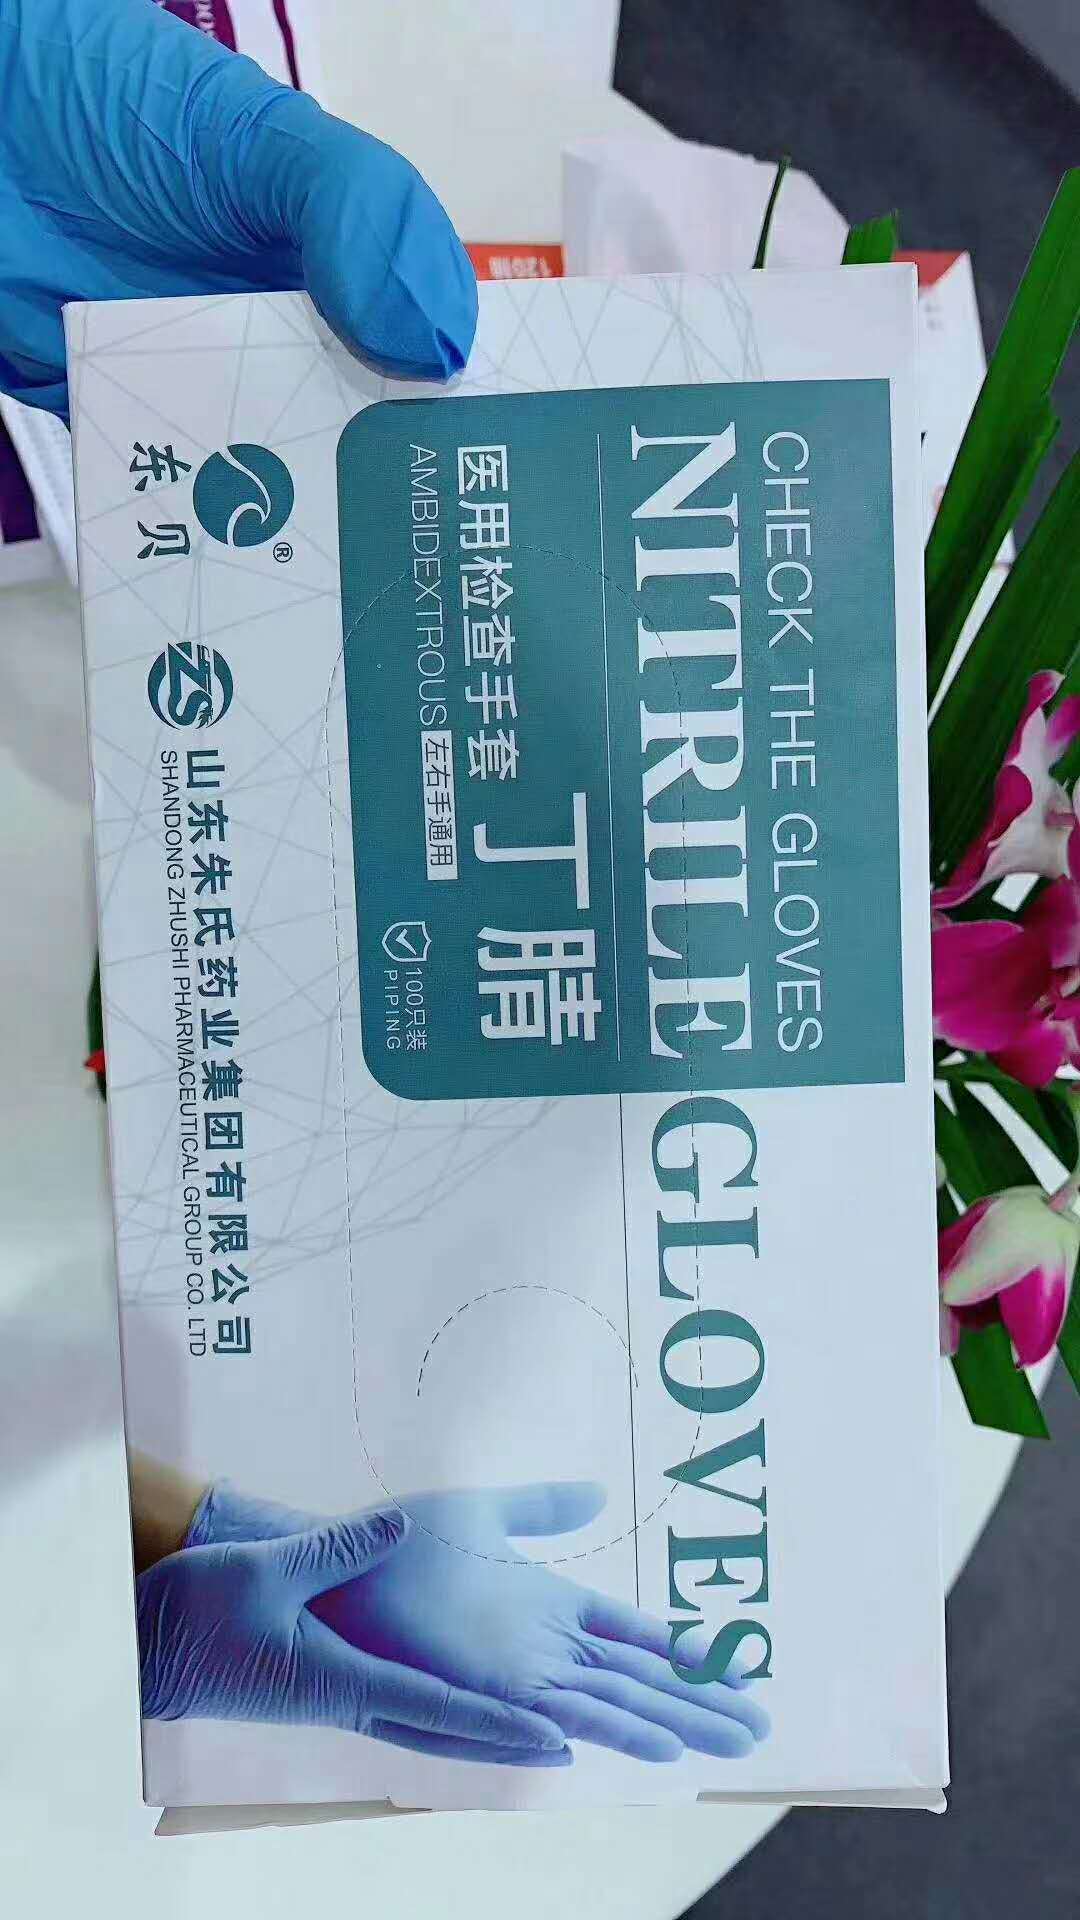 CHECK THE GLOVES
NITRILE GLOVES
医用检查手套 丁腈
AMBIDEXTROUS 左右手通用
100只装
PIPING
东贝
®
ZS
山东朱氏药业集团有限公司
SHANDONG ZHUSHI PHARMACEUTICAL GROUP CO. LTD